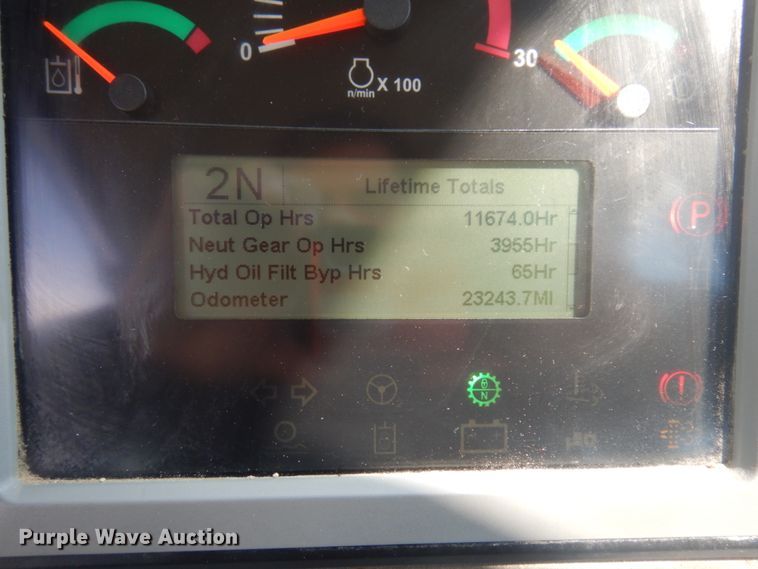 0
30
n/min X 100
2N Lifetime Totals
Total Op Hrs 11674.0Hr
Neut Gear Op Hrs 3955Hr
Hyd Oil Filt Byp Hrs 65Hr
Odometer 23243.7MI
P
N
Purple Wave Auction